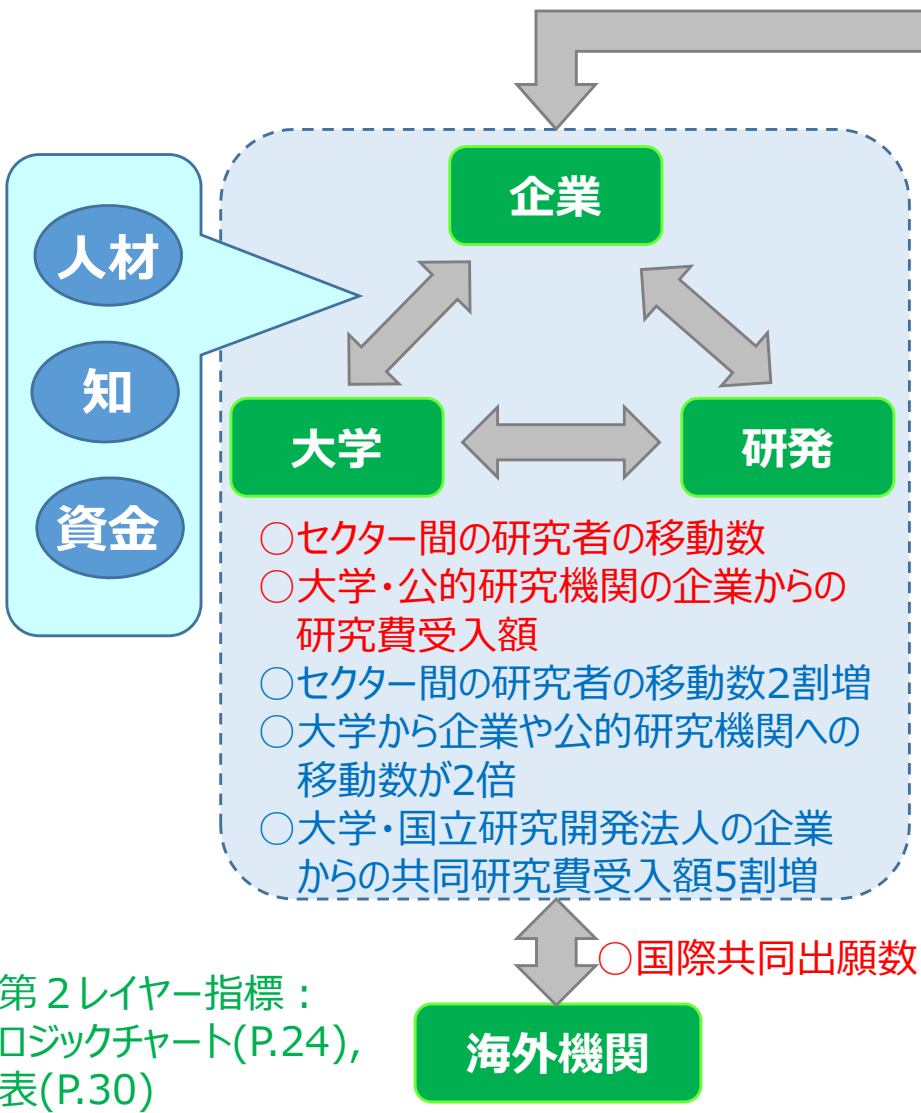 企業
人材
知
資金
大学
研発
○セクター間の研究者の移動数
○大学・公的研究機関の企業からの
研究費受入額
○セクター間の研究者の移動数2割増
○大学から企業や公的研究機関への
移動数が2倍
○大学・国立研究開発法人の企業
からの共同研究費受入額5割増
○国際共同出願数
第２レイヤー指標：
ロジックチャート(P.24),
表(P.30)
海外機関